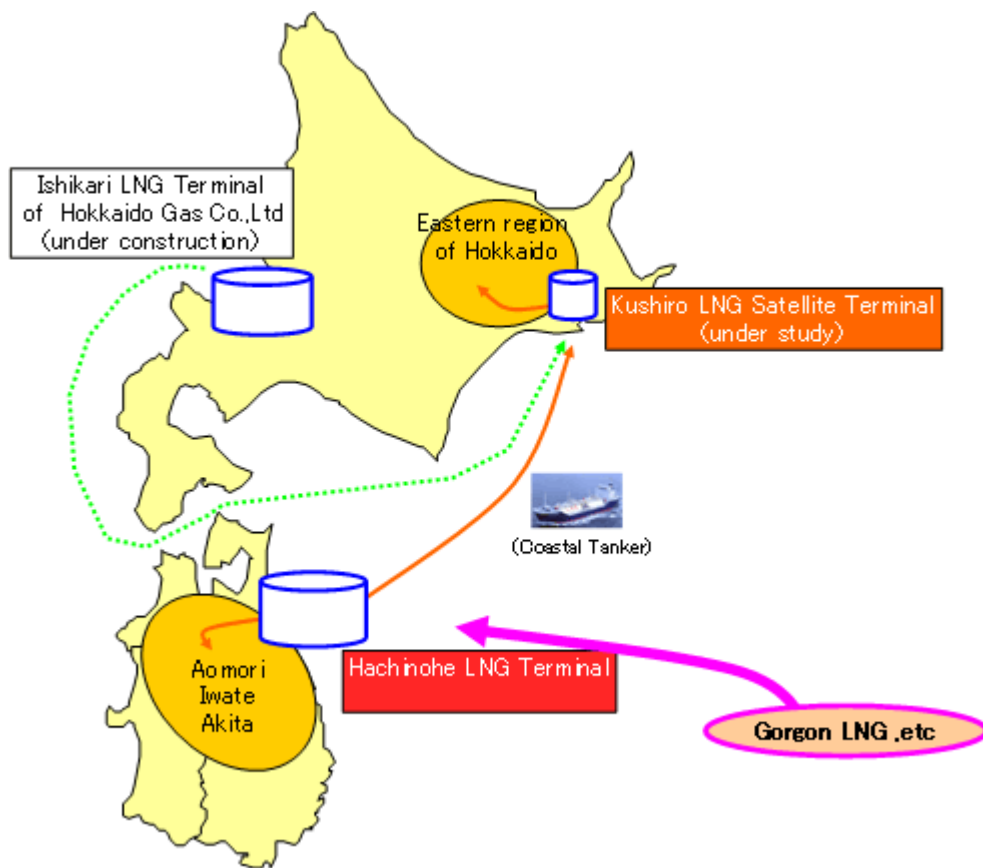 Ishikari LNG Terminal
of Hokkaido Gas Co.,Ltd
(under construction)
Eastern region
of Hokkaido
Kushiro LNG Satellite Terminal
(under study)
(Coastal Tanker)
Hachinohe LNG Terminal
Aomori
Iwate
Akita
Gorgon LNG ,etc